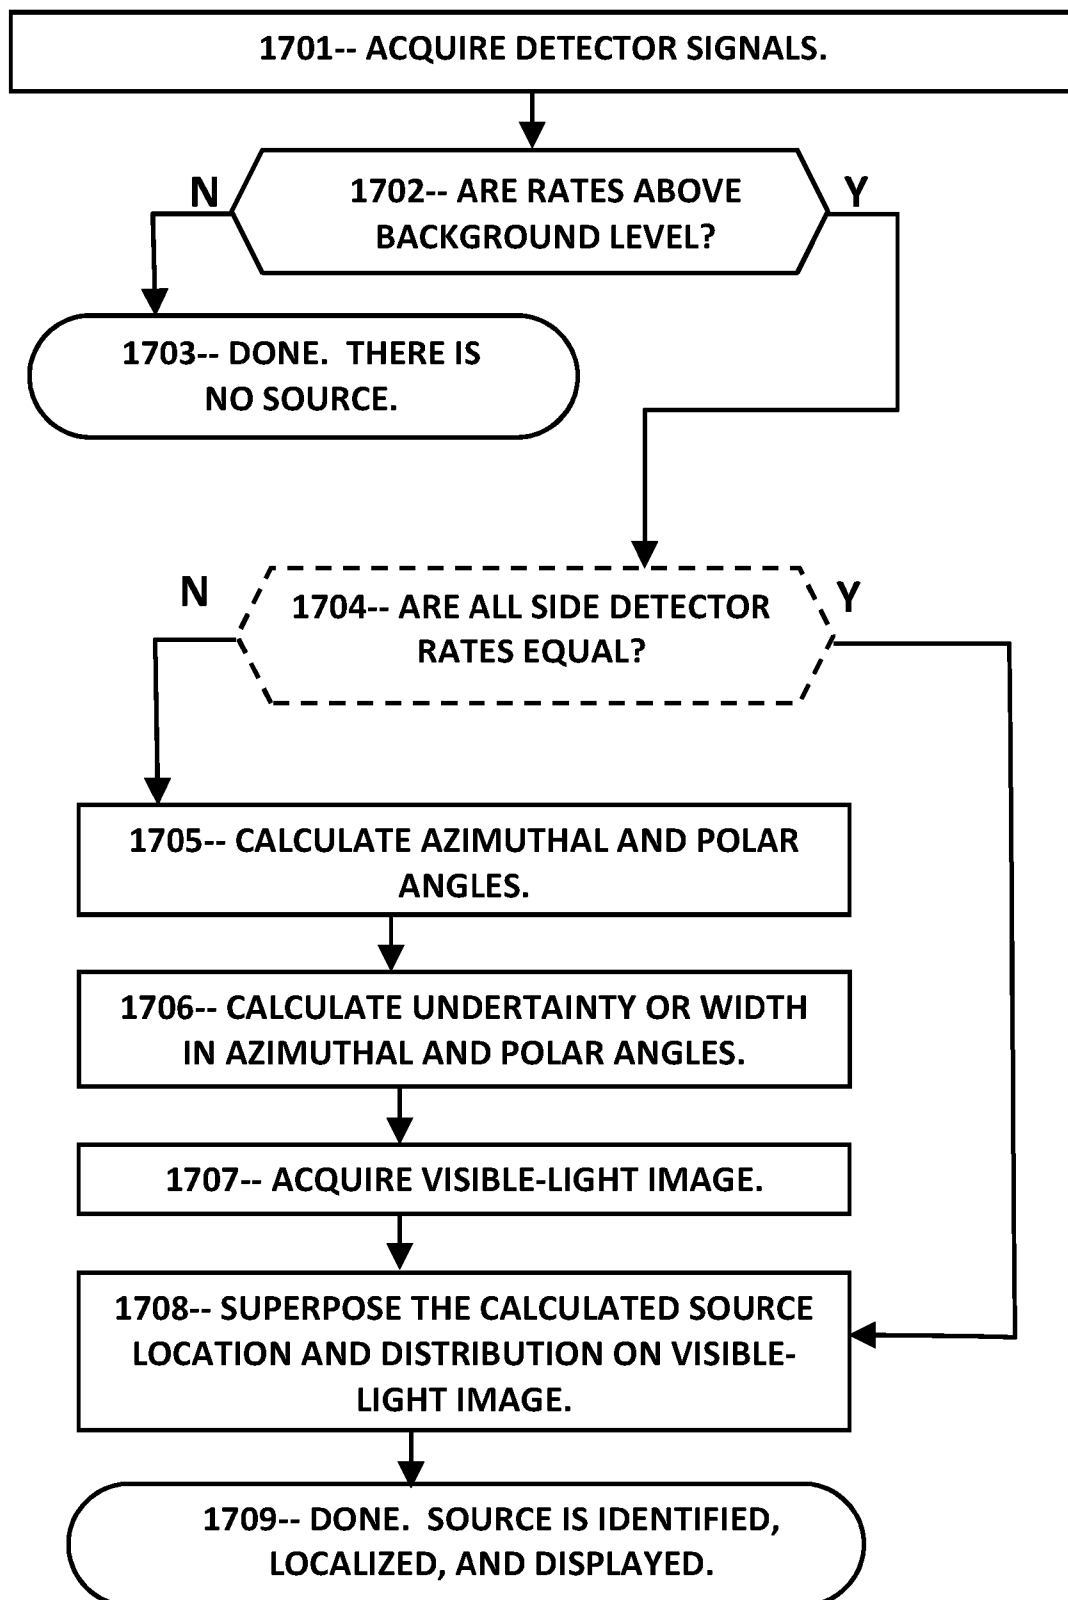 1701-- ACQUIRE DETECTOR SIGNALS.
N
1702-- ARE RATES ABOVE
BACKGROUND LEVEL?
Y
1703-- DONE.  THERE IS
NO SOURCE.
N
1704-- ARE ALL SIDE DETECTOR
RATES EQUAL?
Y
1705-- CALCULATE AZIMUTHAL AND POLAR
ANGLES.
1706-- CALCULATE UNDERTAINTY OR WIDTH
IN AZIMUTHAL AND POLAR ANGLES.
1707-- ACQUIRE VISIBLE-LIGHT IMAGE.
1708-- SUPERPOSE THE CALCULATED SOURCE
LOCATION AND DISTRIBUTION ON VISIBLE-
LIGHT IMAGE.
1709-- DONE.  SOURCE IS IDENTIFIED,
LOCALIZED, AND DISPLAYED.